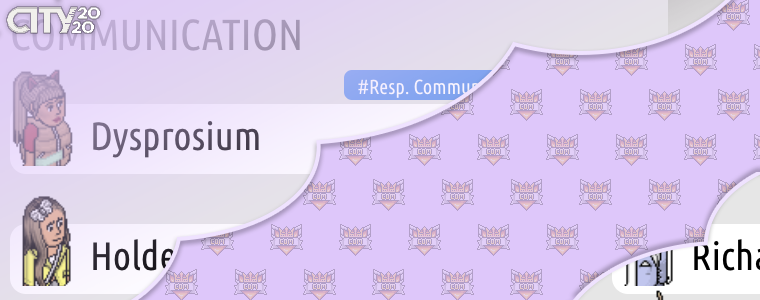 CITY 2020
COMMUNICATION
#Resp. Commu
Dysprosium
Holde
Richa